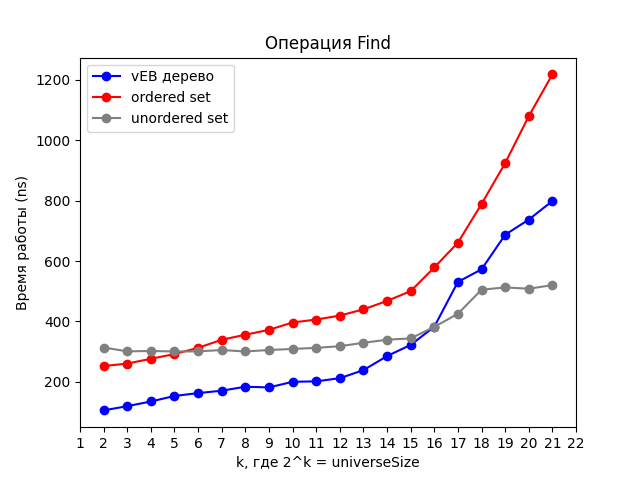 Операция Find
vEB дерево
ordered set
unordered set
1200
1000
800
600
400
200
Время работы (ns)
1 2 3 4 5 6 7 8 9 10 11 12 13 14 15 16 17 18 19 20 21 22
k, где 2^k = universeSize